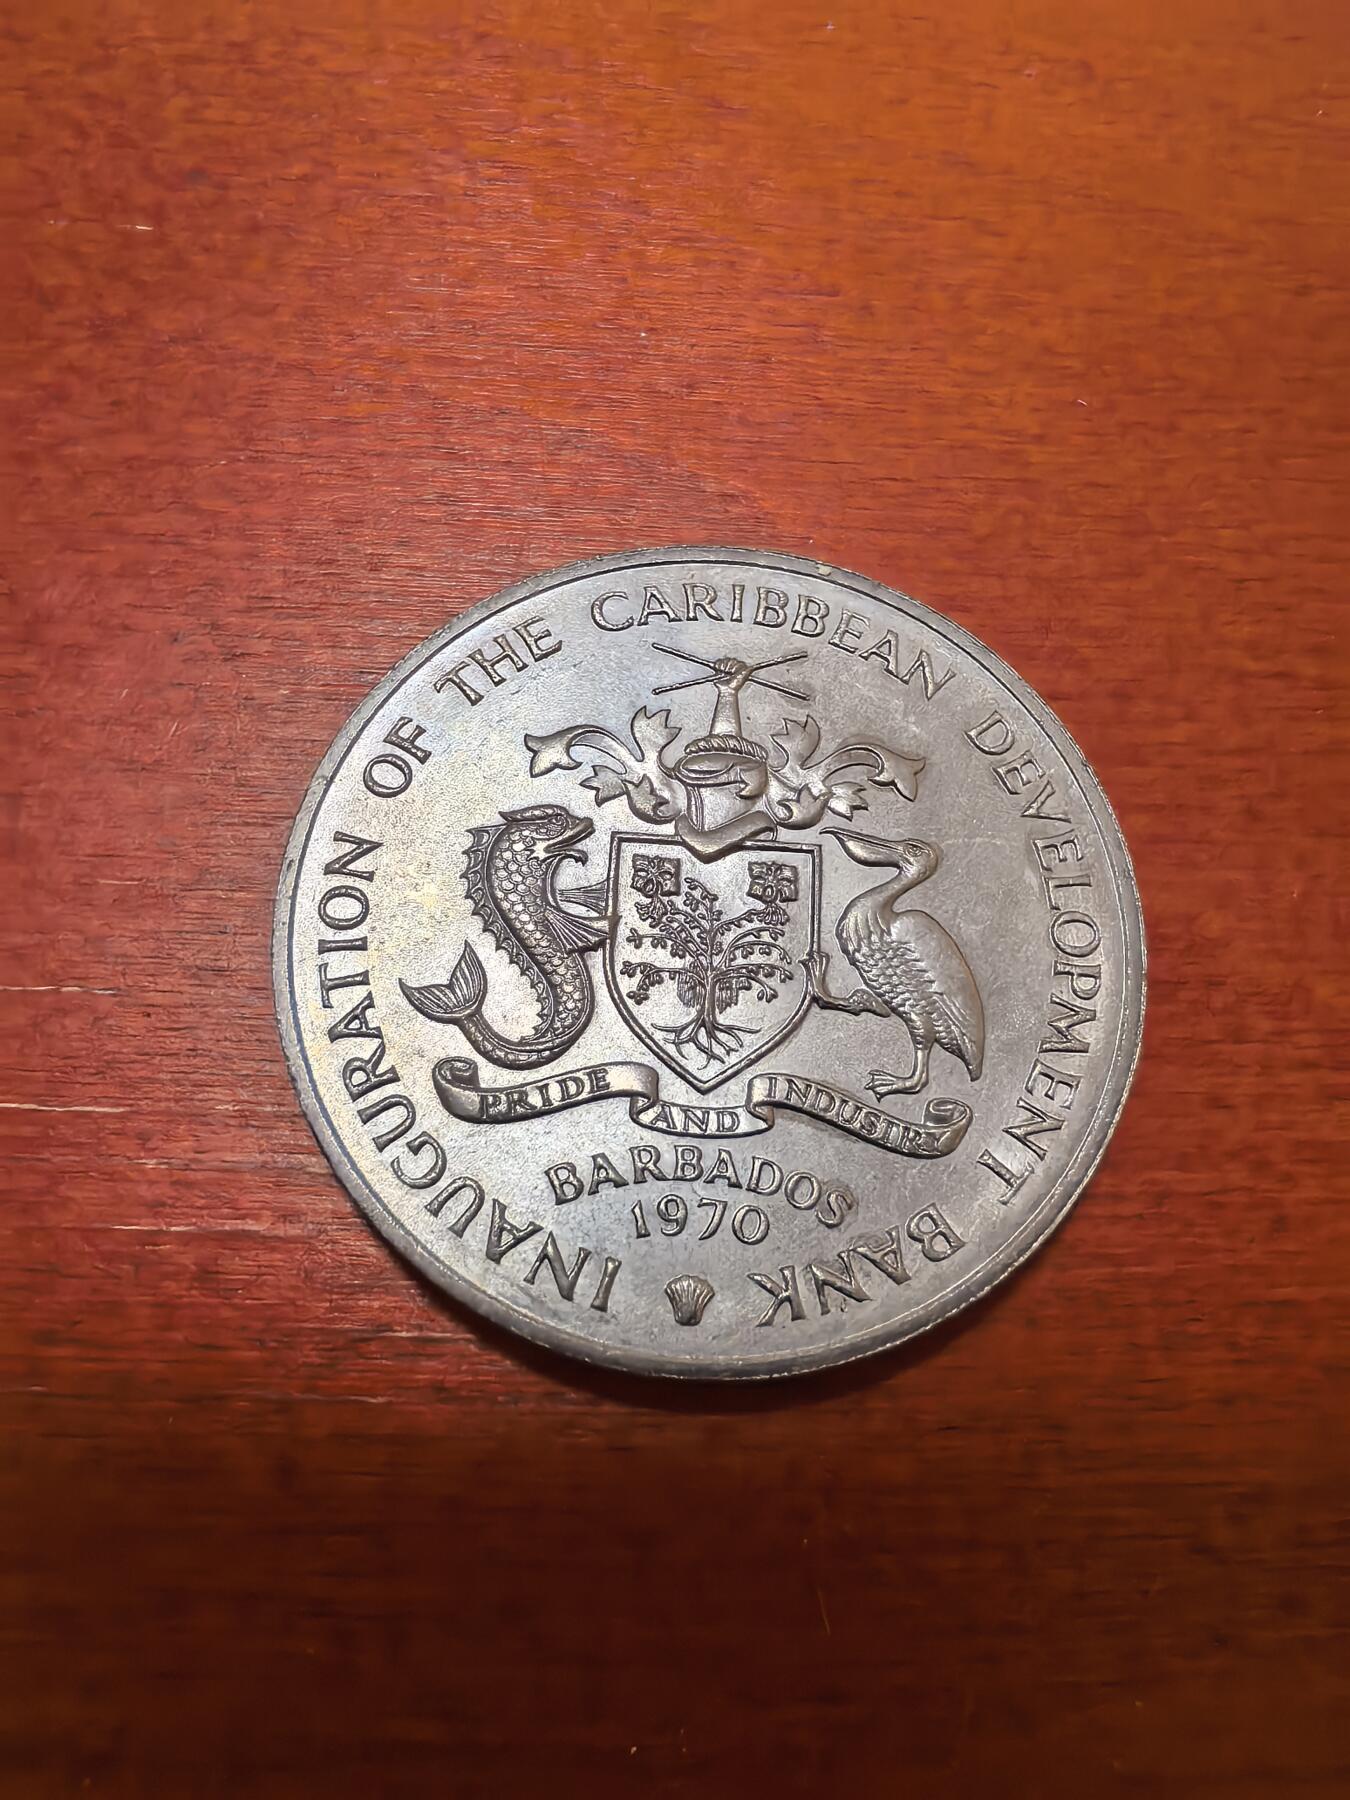 INAUGURATION OF THE CARIBBEAN DEVELOPMENT BANK
PRIDE AND INDUSTRY
BARBADOS
1970